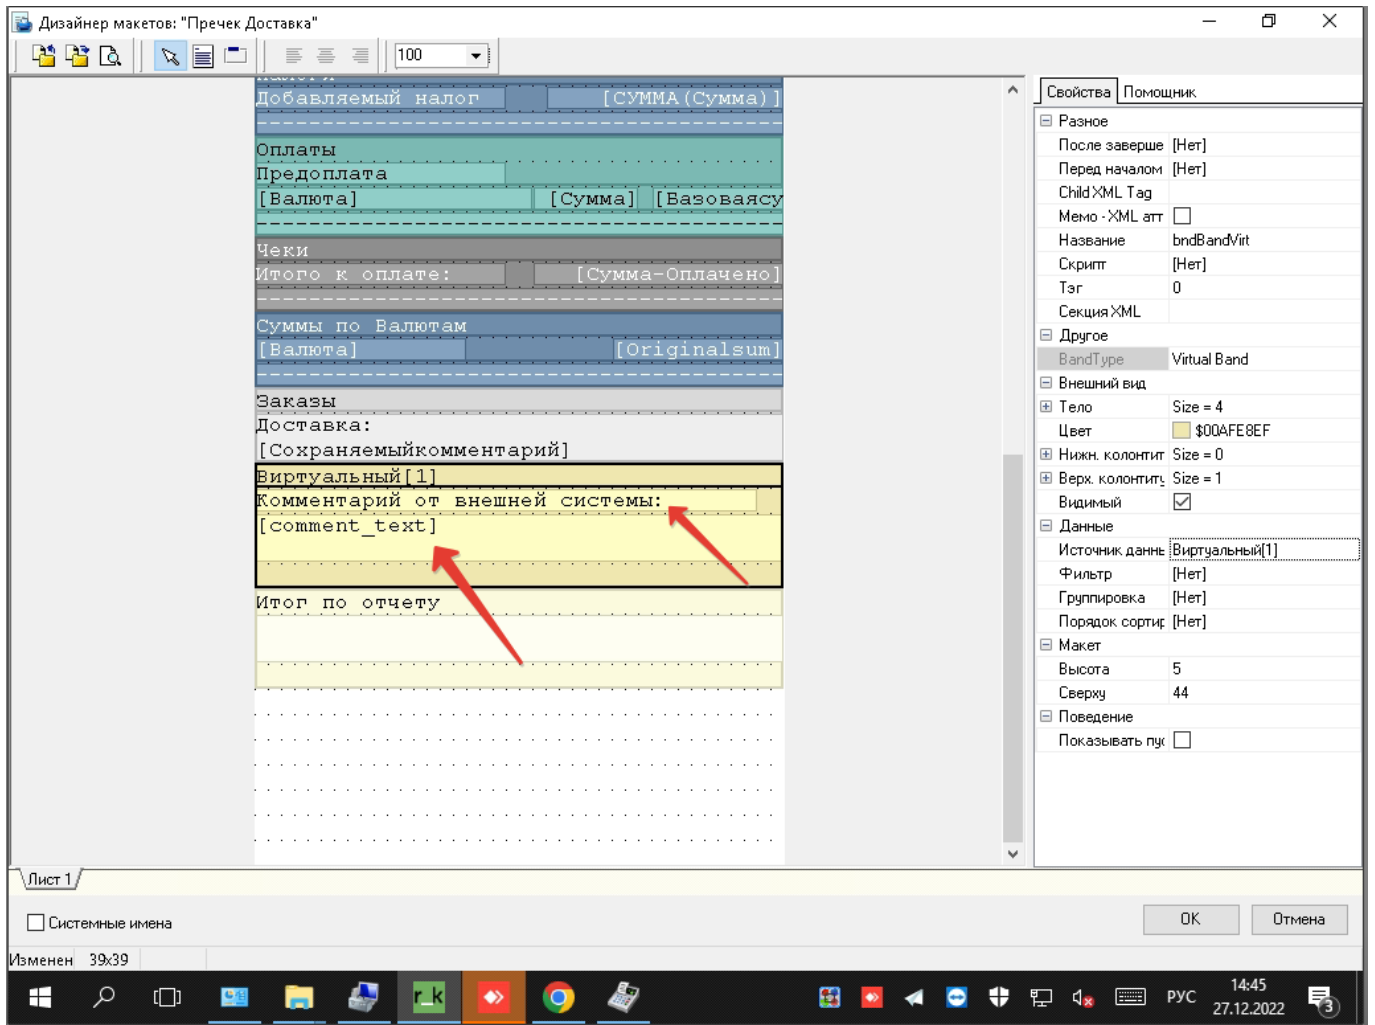 Дизайнер макетов: "Пречек Доставка"
100
Добавляемый налог [СУММА(Сумма)]
Оплаты
Предоплата
[Валюта] [Сумма] [Базоваясу
Чеки
Итого к оплате: [Сумма-Оплачено]
Суммы по Валютам
[Валюта] [Originalsum]
Заказы
Доставка:
[Сохраняемыйкомментарий]
Виртуальный[1]
Комментарий от внешней системы:
[comment_text]
Итог по отчету
Свойства Помощник
Разное
После заверше [Нет]
Перед началом [Нет]
Child XML Tag
Мемо - XML атт
Название bndBandVirt
Скрипт [Нет]
Тэг 0
Секция XML
Другое
BandType Virtual Band
Внешний вид
Тело Size = 4
Цвет $00AFE8EF
Нижн. колонтит Size = 0
Верх. колонтиту Size = 1
Видимый
Данные
Источник данне Виртуальный[1]
Фильтр [Нет]
Группировка [Нет]
Порядок сортир [Нет]
Макет
Высота 5
Сверху 44
Поведение
Показывать пус
Лист 1
Системные имена
OK Отмена
Изменен 39x39
r_k
РУС
14:45
27.12.2022
3